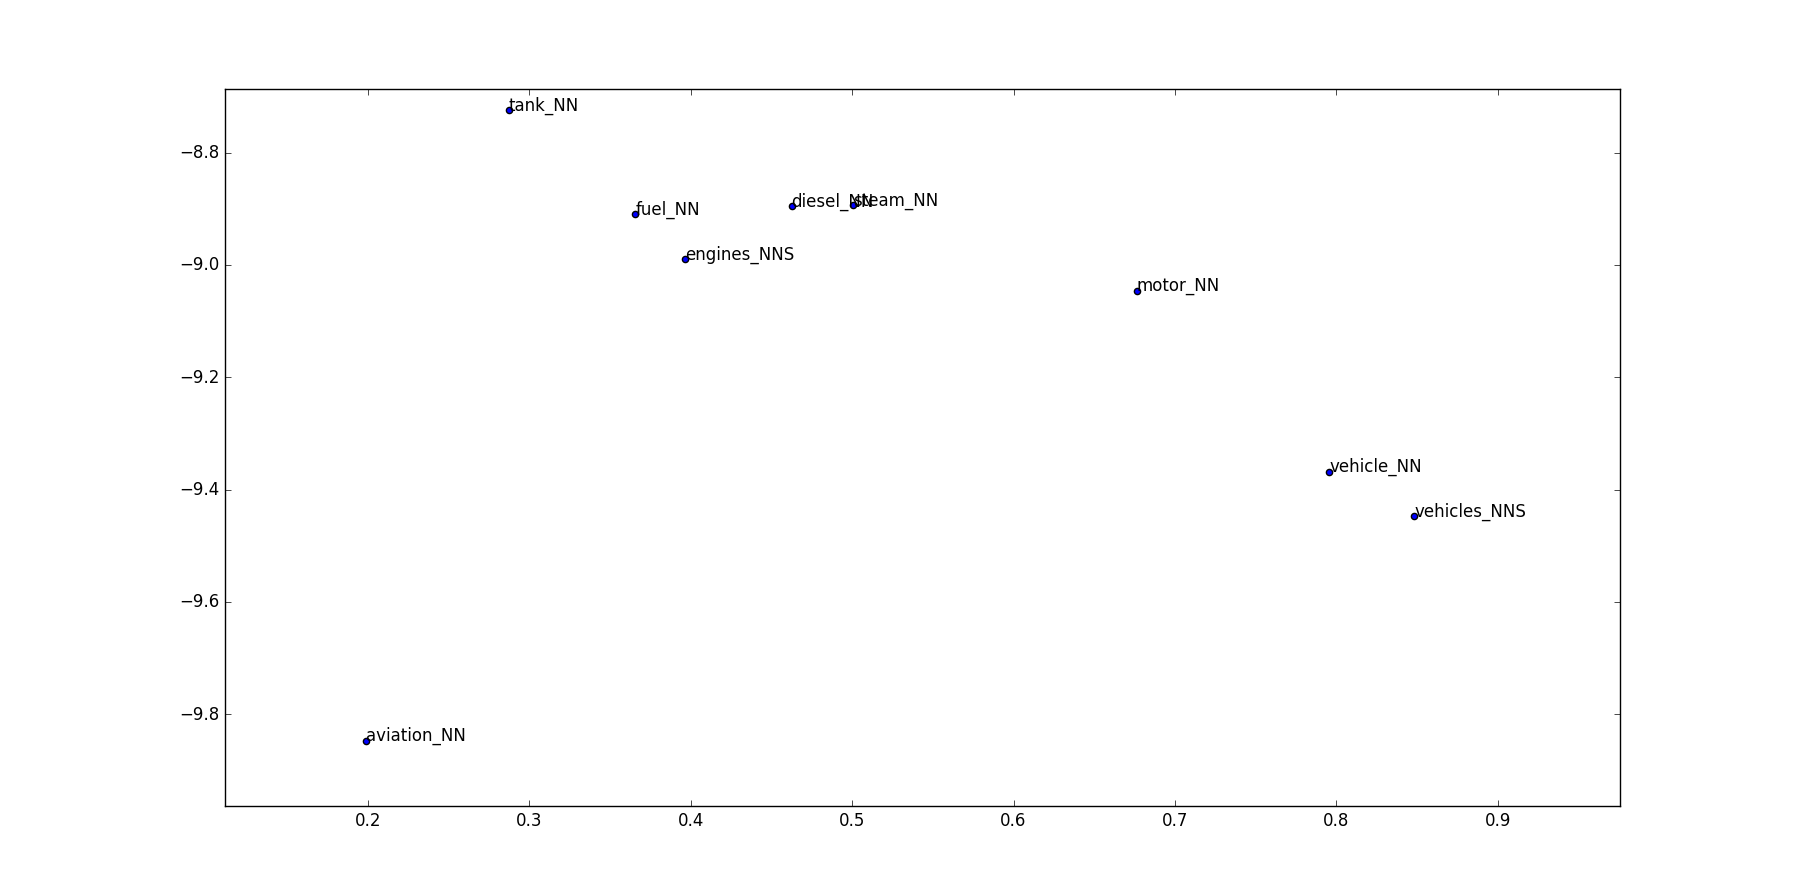 tank_NN
−8.8
diesel_NN
steam_NN
fuel_NN
engines_NNS
−9.0
motor_NN
−9.2
vehicle_NN
−9.4
vehicles_NNS
−9.6
−9.8
aviation_NN
0.2 0.3 0.4 0.5 0.6 0.7 0.8 0.9